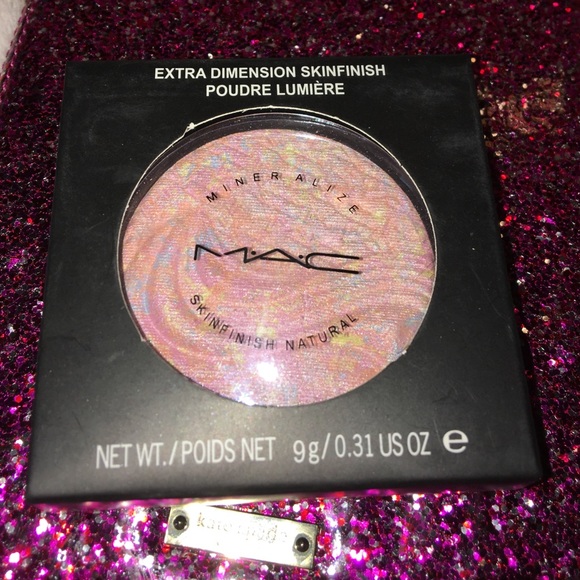 EXTRA DIMENSION SKINFINISH
POUDRE LUMIÈRE
MINERALIZE
M·A·C
SKINFINISH NATURAL
NET WT./POIDS NET 9g/0.31 US OZ e
kate spade